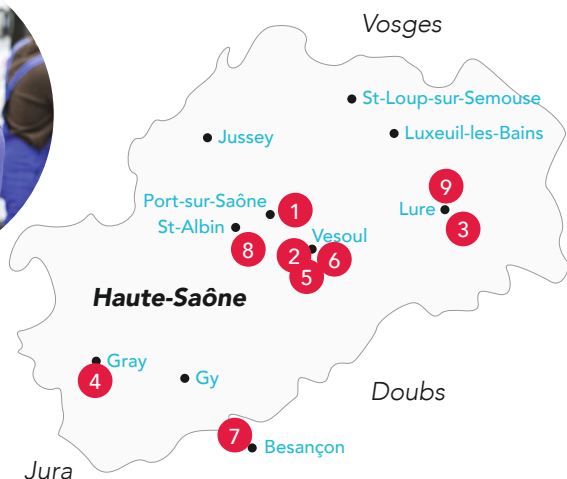 Vosges
St-Loup-sur-Semouse
Luxeuil-les-Bains
Jussey
9
Port-sur-Saône
1
Lure
St-Albin
3
Vesoul
8
2
6
5
Haute-Saône
Gray
4
Gy
Doubs
7
Besançon
Jura